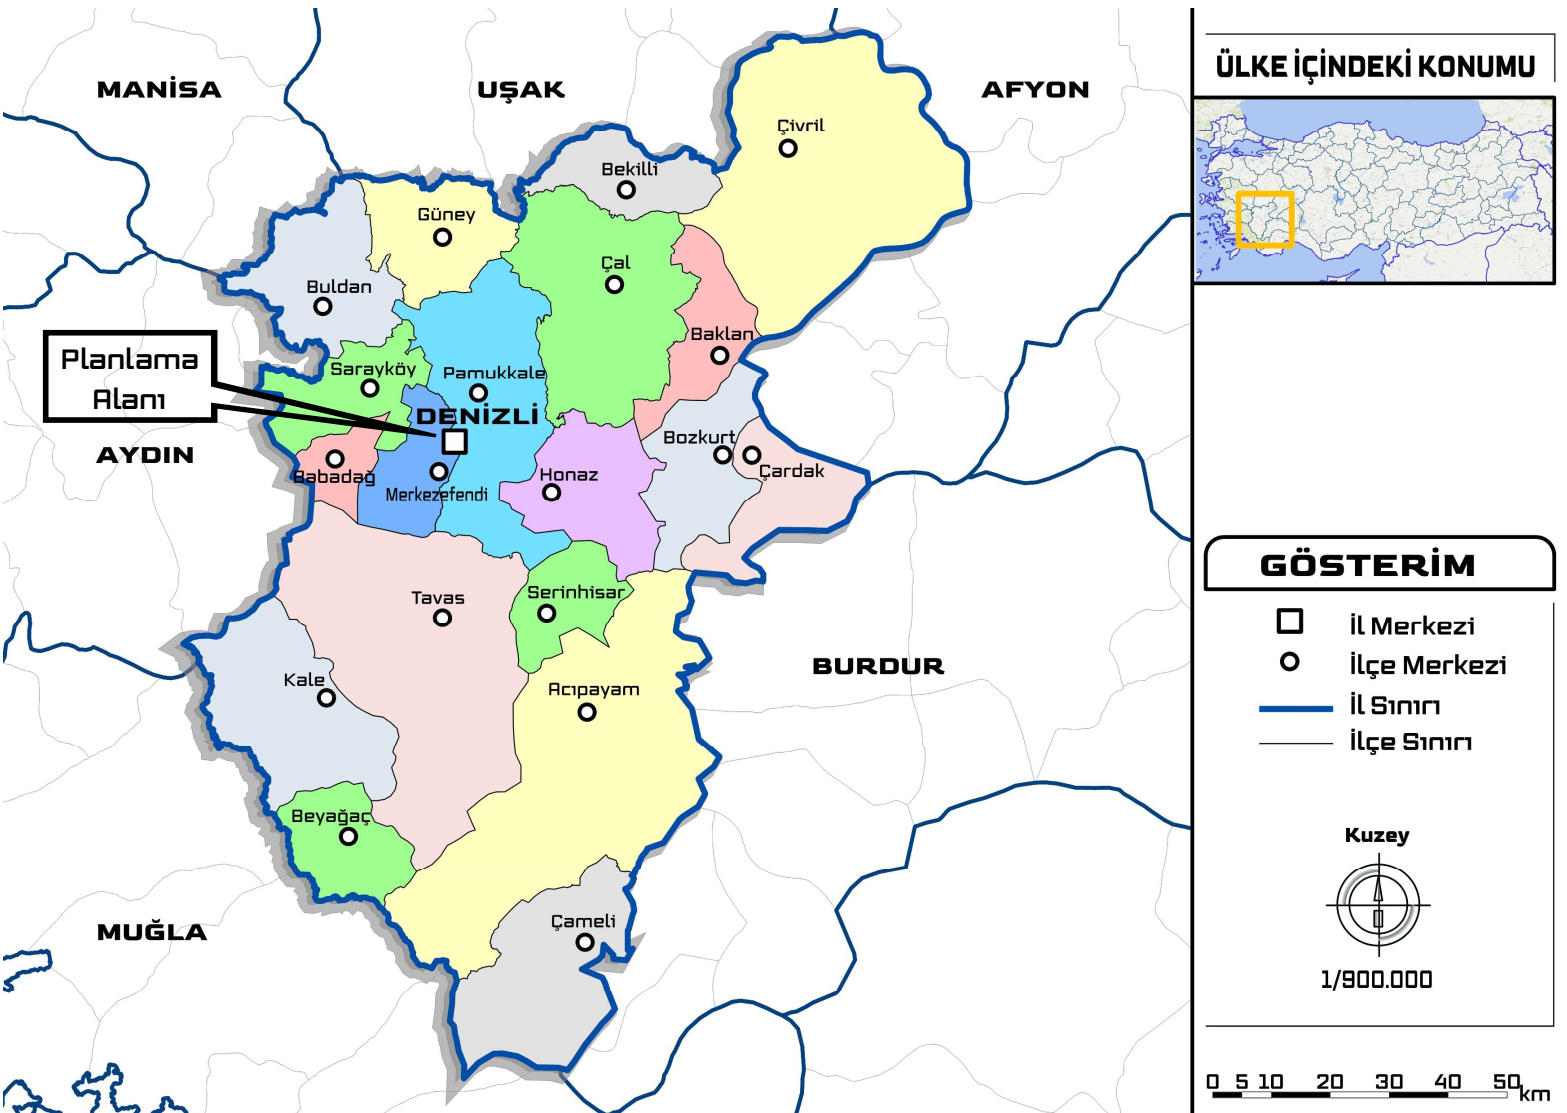 MANİSA
UŞAK
AFYON
Çivril
Bekilli
Güney
Çal
Buldan
Baklan
Planlama
Alanı
Sarayköy
Pamukkale
DENİZLİ
AYDIN
Bozkurt
Çardak
Babadağ
Honaz
Merkezefendi
Tavas
Serinhisar
BURDUR
Kale
Acıpayam
Beyağaç
Çameli
MUĞLA
ÜLKE İÇİNDEKİ KONUMU
GÖSTERİM
İl Merkezi
İlçe Merkezi
İl Sınırı
İlçe Sınırı
Kuzey
1/900.000
0 5 10 20 30 40 50 km